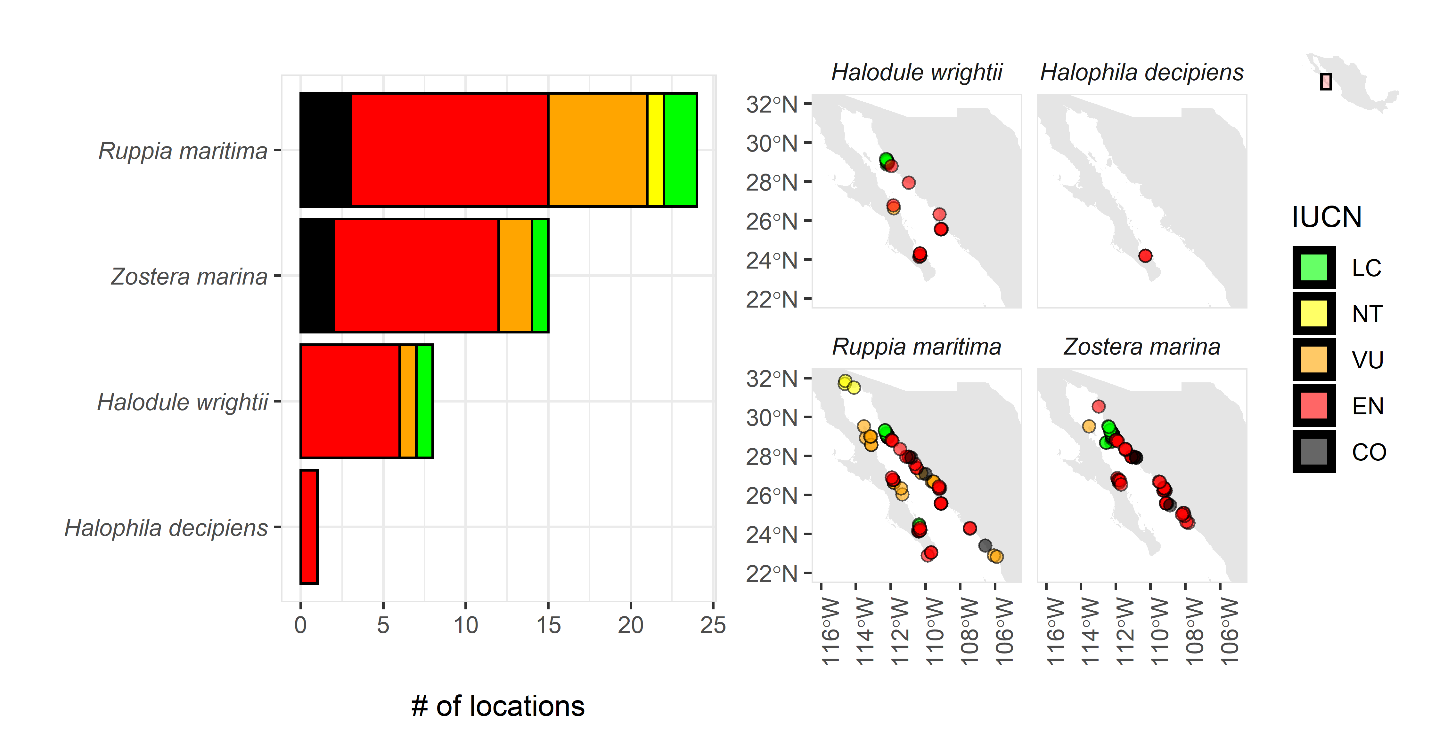 Ruppia maritima
Zostera marina
Halodule wrightii
Halophila decipiens
0 5 10 15 20 25
# of locations
Halodule wrightii Halophila decipiens
32°N
30°N
28°N
26°N
24°N
22°N
Ruppia maritima Zostera marina
32°N
30°N
28°N
26°N
24°N
22°N
116°W 114°W 112°W 110°W 108°W 106°W 116°W 114°W 112°W 110°W 108°W 106°W
IUCN
LC
NT
VU
EN
CO